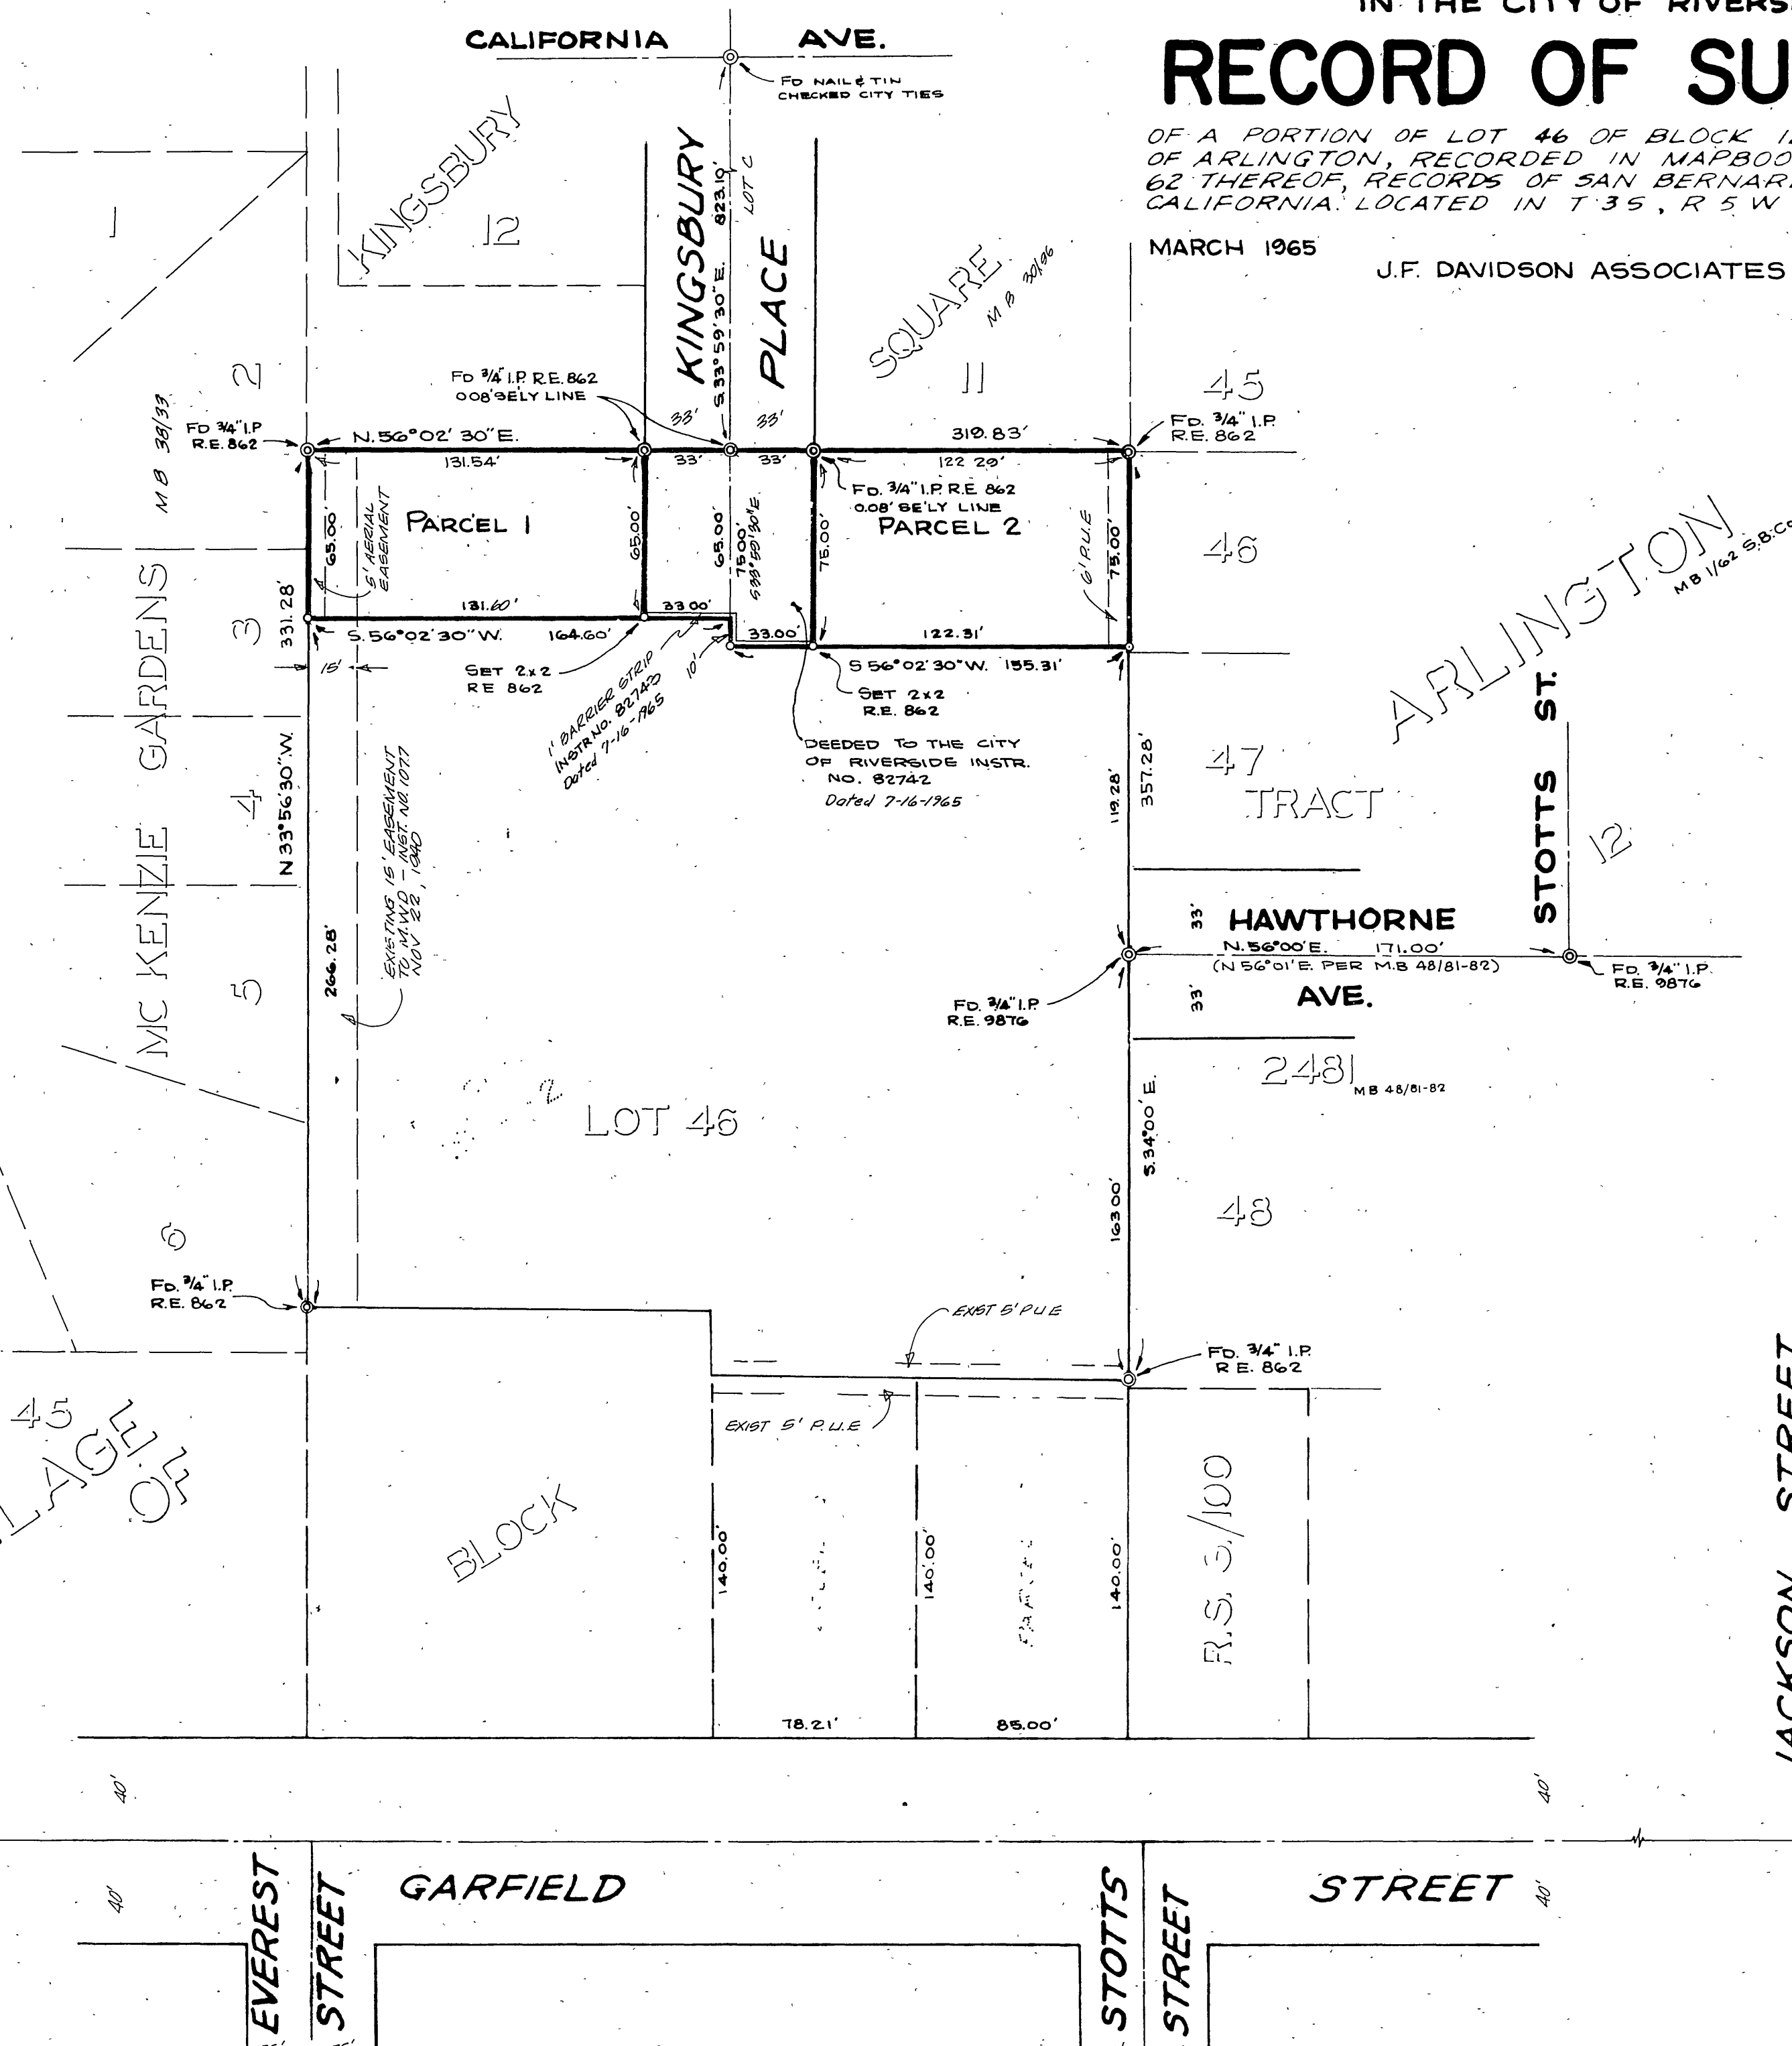 IN THE CITY OF
RECORD OF
OF A PORTION OF LOT 46 OF BLOCK
OF ARLINGTON, RECORDED IN
62 THEREOF, RECORDS OF SAN
CALIFORNIA. LOCATED IN T 3 S, R 5 W
MARCH 1965
J.F. DAVIDSON ASSOCIATES
CALIFORNIA AVE.
FD NAIL & TIN
CHECKED CITY TIES
KINGSBURY
SQUARE
M B 30/96
KINGSBURY
PLACE
S.33°59'30"E. 823.10'
LOT C
1
12
2
11
45
FD 3/4" I.P. R.E. 862
0.08' SE'LY LINE
33'
33'
M B 38/33
FD 3/4" I.P
R.E. 862
N.56°02'30"E.
319.83'
FD. 3/4" I.P.
R.E. 862
131.54'
33'
33'
122.29'
65.00'
5' AERIAL
EASEMENT
PARCEL 1
65.00'
65.00'
75.00'
S33°59'30"E.
75.00'
FD. 3/4" I.P. R.E. 862
0.08' SE'LY LINE
PARCEL 2
6' P.U.E
75.00'
46
ARLINGTON
MB 1/62
131.60'
33.00'
33.00'
122.31'
S.56°02'30"W. 164.60'
S 56°02'30"W. 155.31'
331.28'
3
15'
SET 2x2
RE 862
10'
SET 2x2
R.E. 862
1' BARRIER STRIP
INSTR NO. 82743
Dated 7-16-1965
DEEDED TO THE CITY
OF RIVERSIDE INSTR.
NO. 82742
Dated 7-16-1965
MC KENZIE GARDENS
4
N33°56'30"W.
EXISTING 15' EASEMENT
TO M.W.D - INST. NO. 1077
NOV 22, 1940
266.28'
5
119.28'
357.28'
47
TRACT
STOTTS ST.
12
33'
HAWTHORNE
N.56°00'E. 171.00'
(N 56°01'E. PER M.B 48/81-82)
AVE.
33'
FD. 3/4" I.P.
R.E. 9876
FD. 3/4" I.P.
R.E. 9876
2481
MB 48/81-82
LOT 46
S.34°00'E.
163.00'
48
6
FD. 3/4" I.P.
R.E. 862
EXIST 5' P U E
FD. 3/4" I.P.
R E. 862
EXIST 5' P.U.E
45
OF
BLOCK
140.00'
140.00'
140.00'
R.S. 3/100
78.21'
85.00'
JACKSON STREET
40'
40'
GARFIELD STREET
40'
40'
EVEREST
STREET
STOTTS
STREET